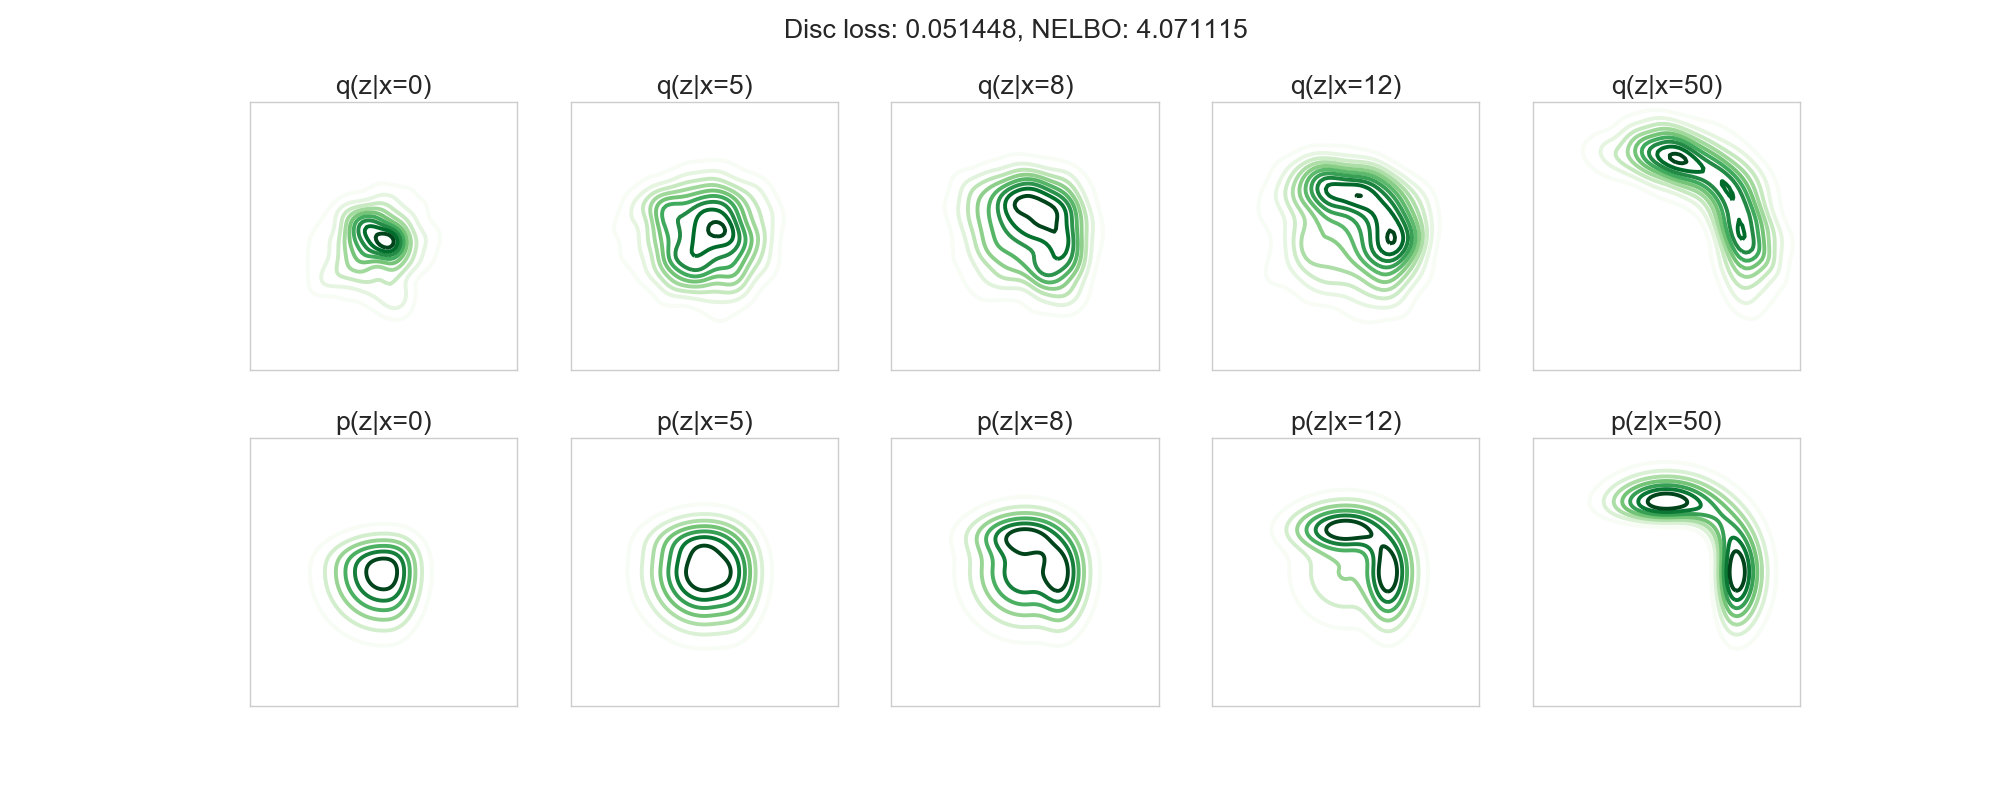 Disc loss: 0.051448, NELBO: 4.071115
q(z|x=0) q(z|x=5) q(z|x=8) q(z|x=12) q(z|x=50)
p(z|x=0) p(z|x=5) p(z|x=8) p(z|x=12) p(z|x=50)